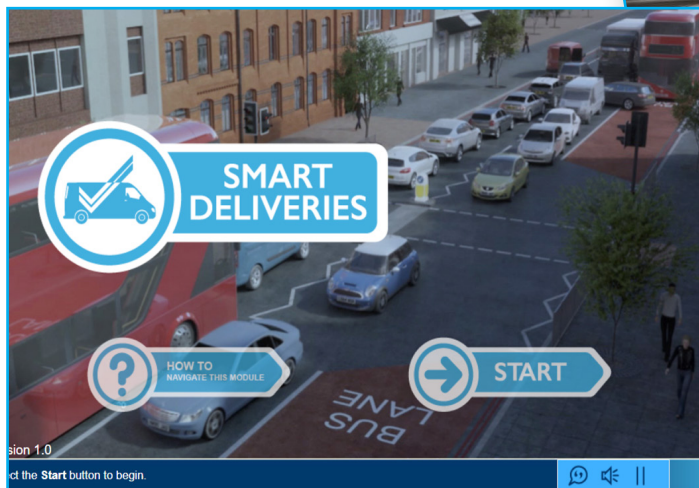 SMART
DELIVERIES
HOW TO
NAVIGATE THIS MODULE
START
BUS
LANE
sion 1.0
ct the Start button to begin.